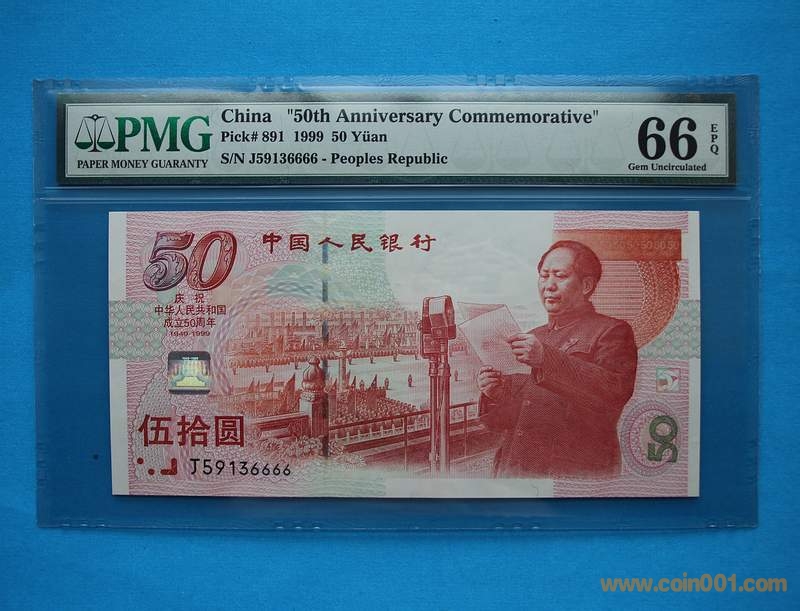 PMG
PAPER MONEY GUARANTY
China "50th Anniversary Commemorative"
Pick# 891 1999 50 Yüan
S/N J59136666 - Peoples Republic
66 EPQ
Gem Uncirculated
50
中国人民银行
庆祝
中华人民共和国
成立50周年
1949-1999
伍拾圆
J59136666
50
www.coin001.com